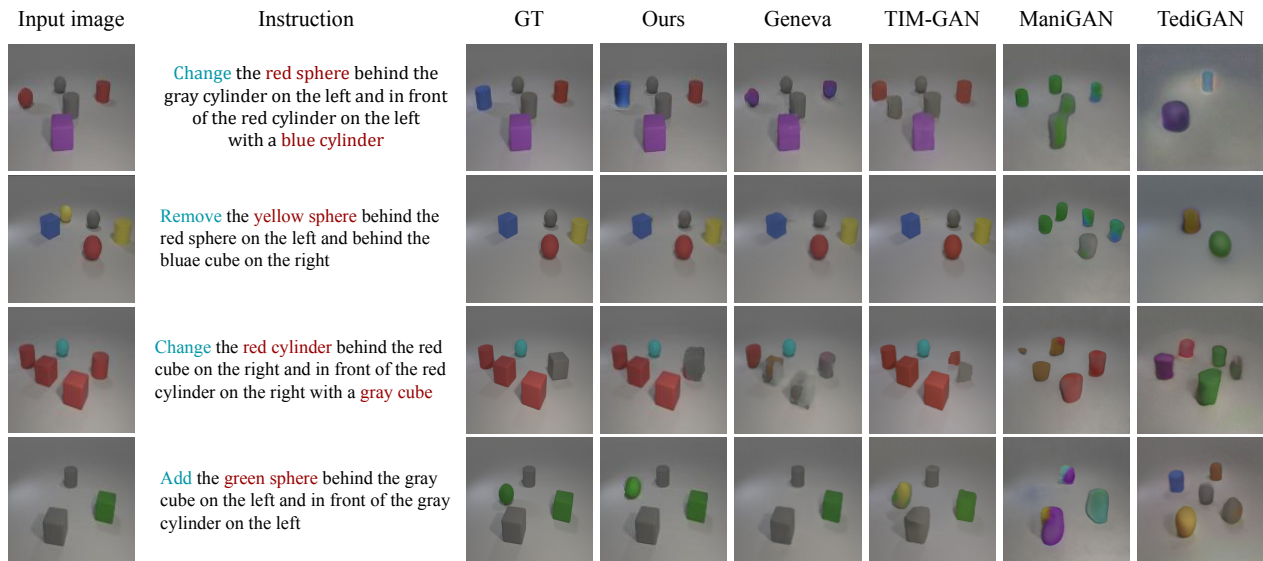 Input image Instruction GT Ours Geneva TIM-GAN ManiGAN TediGAN
Change the red sphere behind the
gray cylinder on the left and in front
of the red cylinder on the left
with a blue cylinder
Remove the yellow sphere behind the
red sphere on the left and behind the
bluae cube on the right
Change the red cylinder behind the red
cube on the right and in front of the red
cylinder on the right with a gray cube
Add the green sphere behind the gray
cube on the left and in front of the gray
cylinder on the left